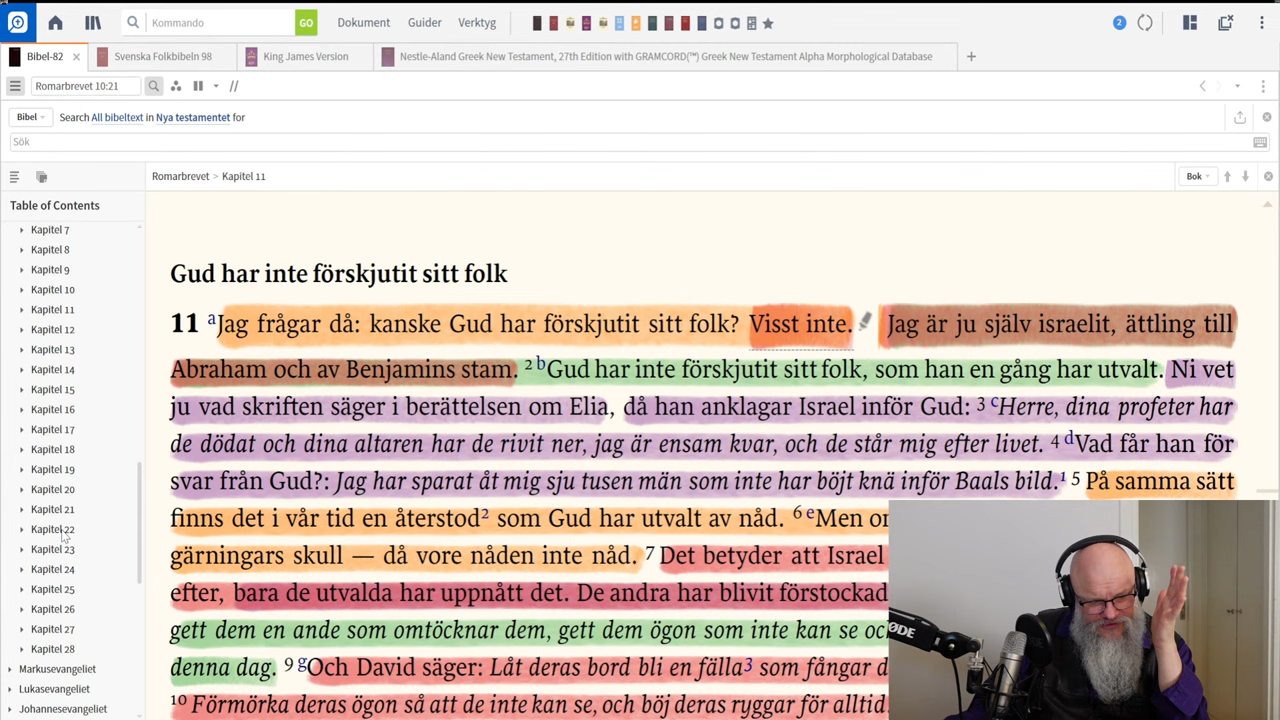 Kommando
GO
Dokument
Guider
Verktyg
2
Bibel-82
Svenska Folkbibeln 98
King James Version
Nestle-Aland Greek New Testament, 27th Edition with GRAMCORD(™) Greek New Testament Alpha Morphological Database
Romarbrevet 10:21
Bibel
Search All bibeltext in Nya testamentet for
Sök
Romarbrevet > Kapitel 11
Bok
Table of Contents
Kapitel 7
Kapitel 8
Kapitel 9
Kapitel 10
Kapitel 11
Kapitel 12
Kapitel 13
Kapitel 14
Kapitel 15
Kapitel 16
Kapitel 17
Kapitel 18
Kapitel 19
Kapitel 20
Kapitel 21
Kapitel 22
Kapitel 23
Kapitel 24
Kapitel 25
Kapitel 26
Kapitel 27
Kapitel 28
Markusevangeliet
Lukasevangeliet
Johannesevangeliet
Gud har inte förskjutit sitt folk
11 aJag frågar då: kanske Gud har förskjutit sitt folk? Visst inte. Jag är ju själv israelit, ättling till
Abraham och av Benjamins stam. 2 bGud har inte förskjutit sitt folk, som han en gång har utvalt. Ni vet
ju vad skriften säger i berättelsen om Elia, då han anklagar Israel inför Gud: 3 cHerre, dina profeter har
de dödat och dina altaren har de rivit ner, jag är ensam kvar, och de står mig efter livet. 4 dVad får han för
svar från Gud?: Jag har sparat åt mig sju tusen män som inte har böjt knä inför Baals bild.1 5 På samma sätt
finns det i vår tid en återstod2 som Gud har utvalt av nåd. 6 eMen
gärningars skull — då vore nåden inte nåd. 7 Det betyder att Israel
efter, bara de utvalda har uppnått det. De andra har blivit förstockad
gett dem en ande som omtöcknar dem, gett dem ögon som inte kan se oc
denna dag. 9 gOch David säger: Låt deras bord bli en fälla3 som fångar d
10 Förmörka deras ögon så att de inte kan se, och böj deras ryggar för alltid
RØDE